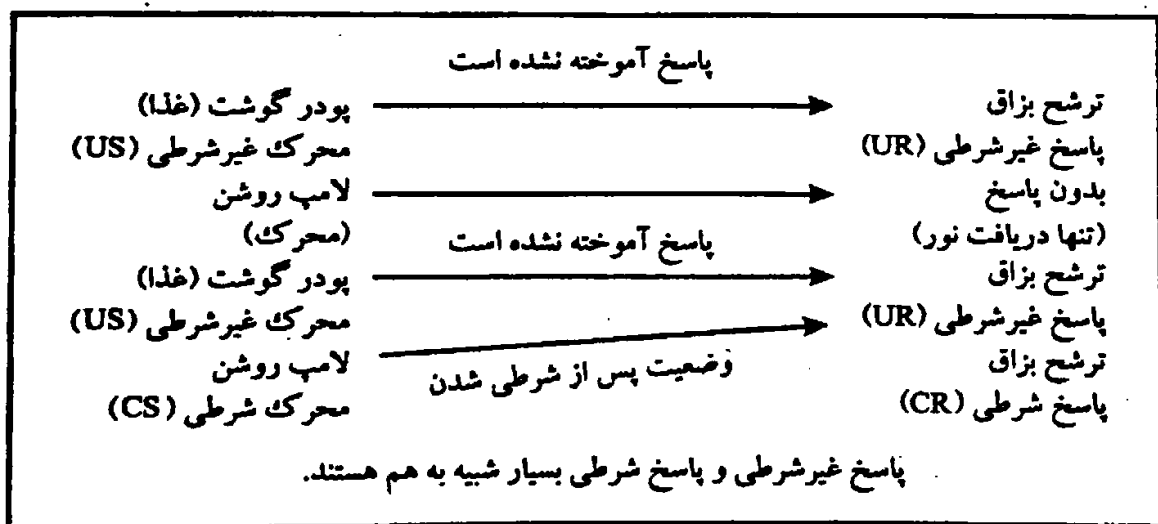 پاسخ آموخته نشده است
پودر گوشت (غذا) ترشح بزاق
محرک غیرشرطی (US) پاسخ غیرشرطی (UR)
لامپ روشن بدون پاسخ
(محرک) پاسخ آموخته نشده است (تنها دریافت نور)
پودر گوشت (غذا) ترشح بزاق
محرک غیرشرطی (US) پاسخ غیرشرطی (UR)
لامپ روشن وضعیت پس از شرطی شدن ترشح بزاق
محرک شرطی (CS) پاسخ شرطی (CR)
پاسخ غیرشرطی و پاسخ شرطی بسیار شبیه به هم هستند.